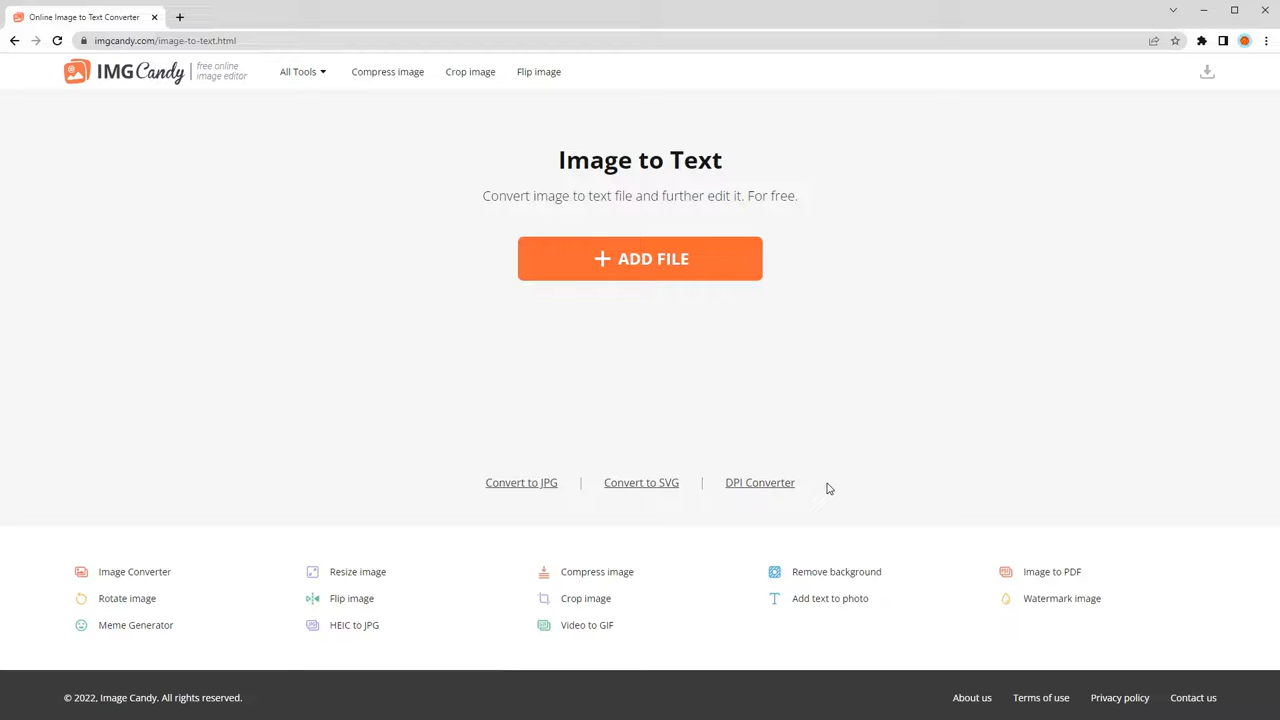 Online Image to Text Converter
imgcandy.com/image-to-text.html
IMG Candy free online
image editor
All Tools Compress image Crop image Flip image
Image to Text
Convert image to text file and further edit it. For free.
+ ADD FILE
Convert to JPG | Convert to SVG | DPI Converter
Image Converter Resize image Compress image Remove background Image to PDF
Rotate image Flip image Crop image Add text to photo Watermark image
Meme Generator HEIC to JPG Video to GIF
© 2022, Image Candy. All rights reserved. About us Terms of use Privacy policy Contact us